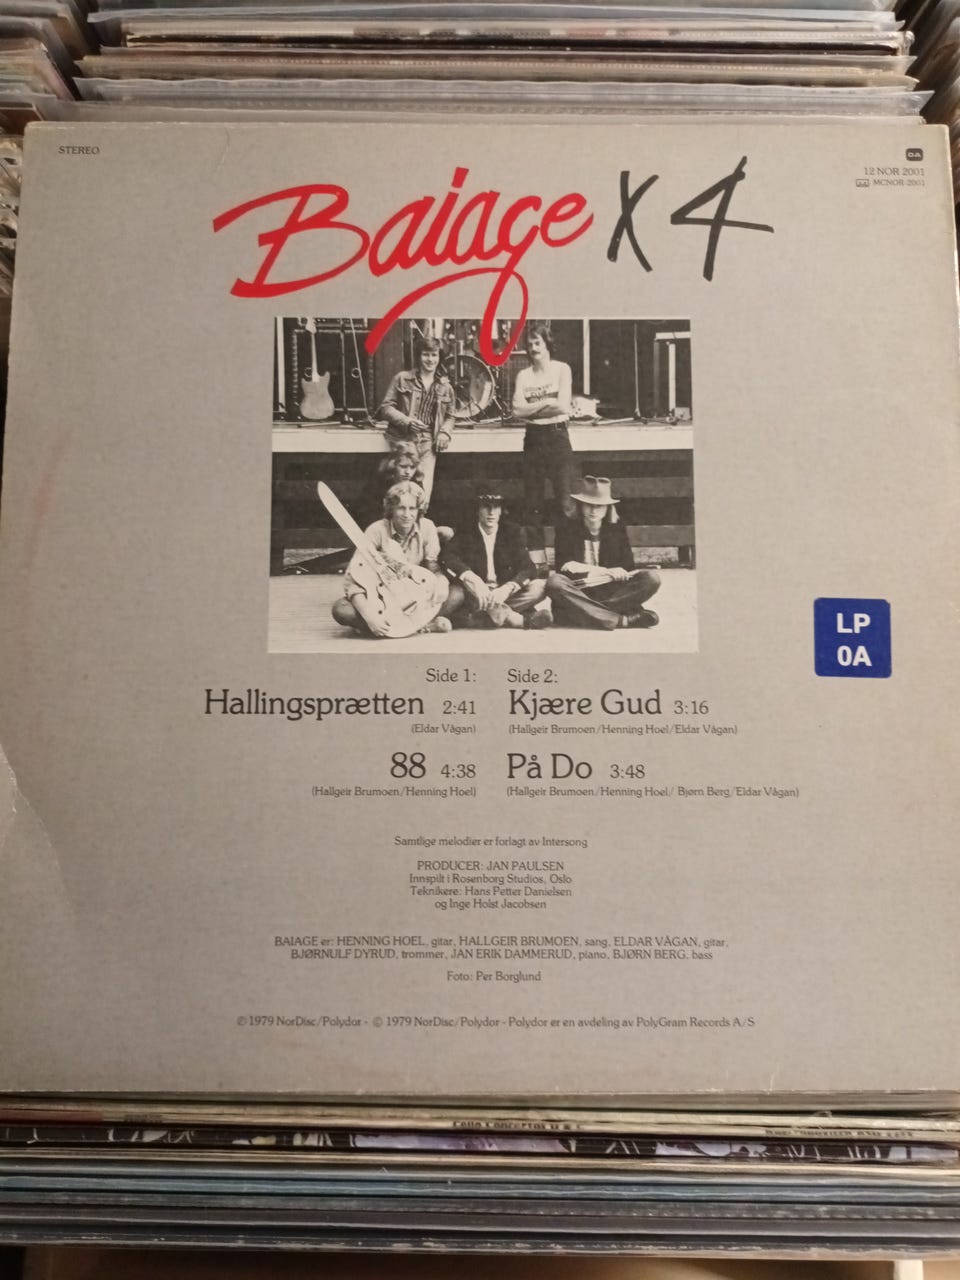 STEREO
DA
12 NOR 2001
MCNOR-2001
Baiage X 4
LP
0A
Side 1:
Hallingsprætten 2:41
(Eldar Vågan)
88 4:38
(Hallgeir Brumoen/Henning Hoel)
Side 2:
Kjære Gud 3:16
(Hallgeir Brumoen/Henning Hoel/Eldar Vågan)
På Do 3:48
(Hallgeir Brumoen/Henning Hoel/ Bjørn Berg/Eldar Vågan)
Samtlige melodier er forlagt av Intersong
PRODUCER: JAN PAULSEN
Innspilt i Rosenborg Studios, Oslo
Teknikere: Hans Petter Danielsen
og Inge Holst Jacobsen
BAIAGE er: HENNING HOEL, gitar, HALLGEIR BRUMOEN, sang, ELDAR VÅGAN, gitar,
BJØRNULF DYRUD, trommer, JAN ERIK DAMMERUD, piano, BJØRN BERG, bass
Foto: Per Borglund
℗ 1979 NorDisc/Polydor - © 1979 NorDisc/Polydor - Polydor er en avdeling av PolyGram Records A/S
Cello Concertos